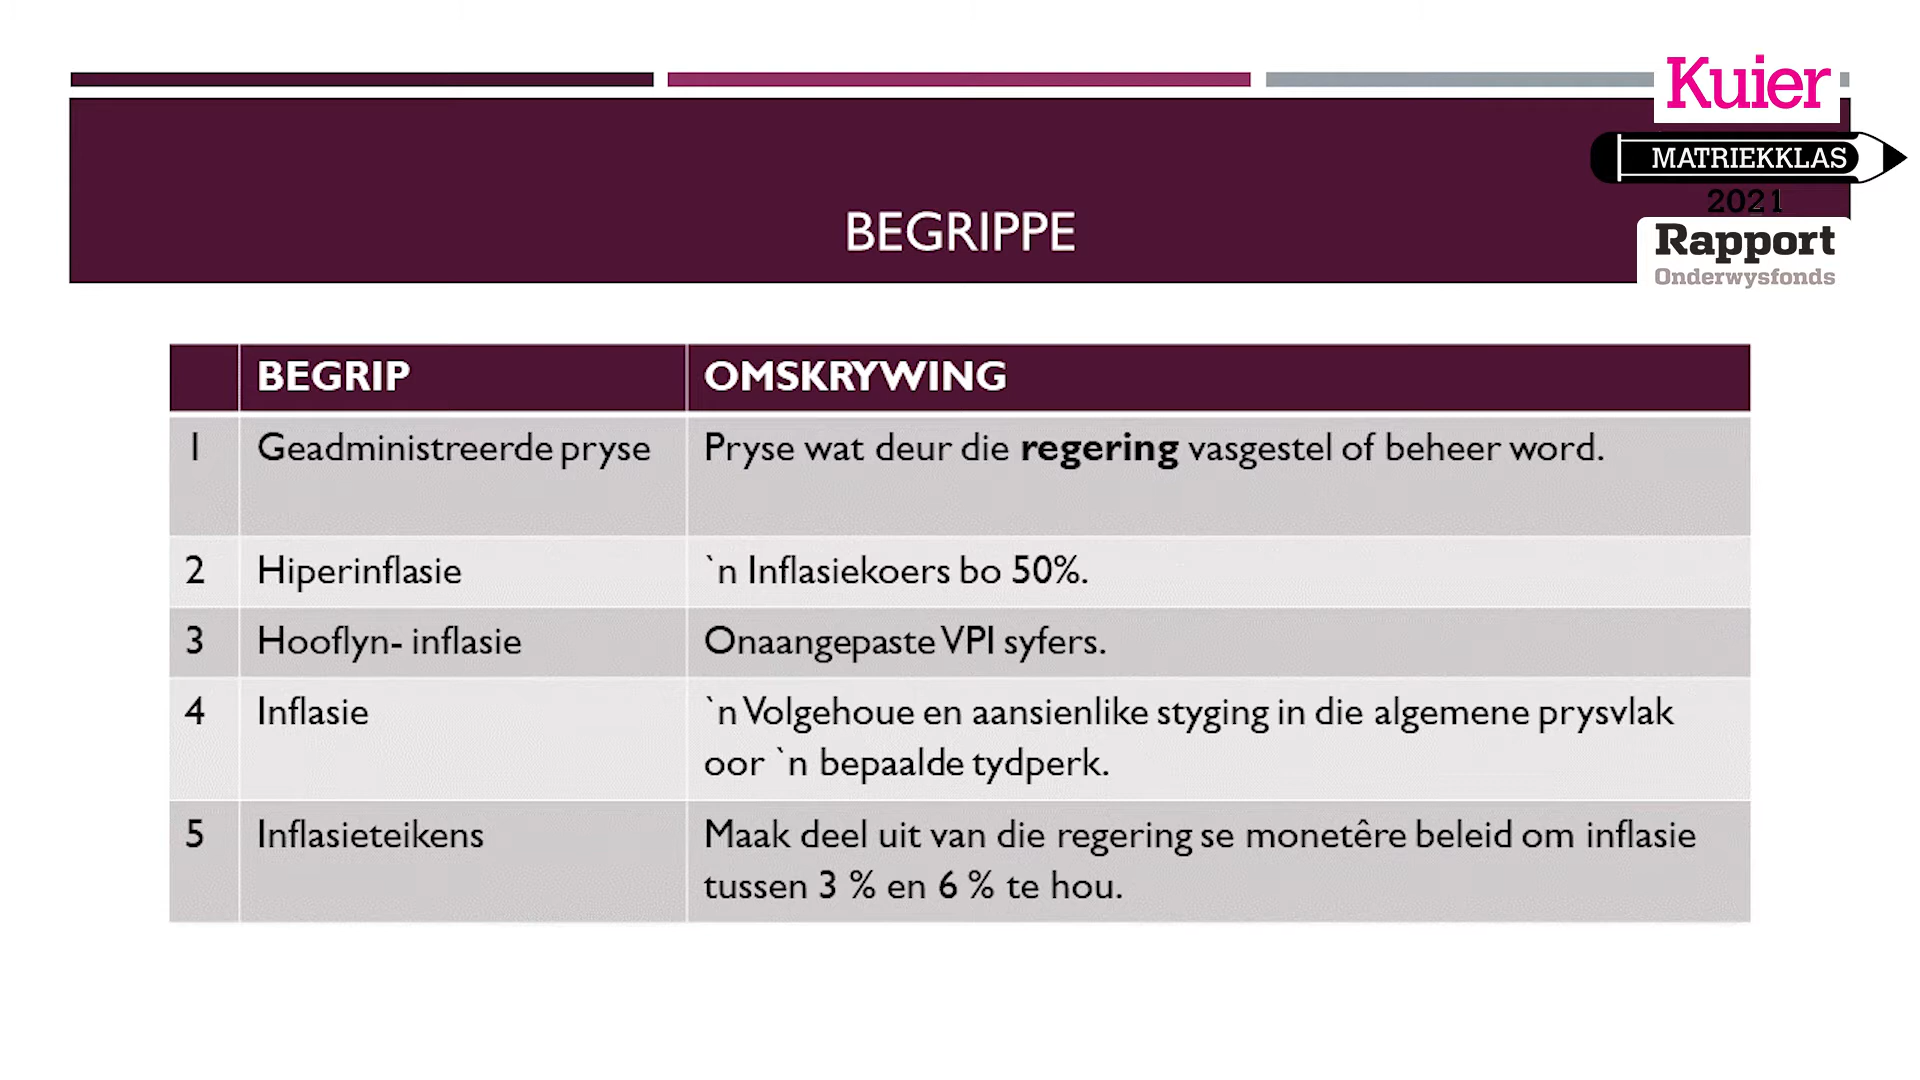 Kuier
MATRIEKKLAS
2021
Rapport
Onderwysfonds
BEGRIPPE
BEGRIP OMSKRYWING
1 Geadministreerde pryse Pryse wat deur die regering vasgestel of beheer word.
2 Hiperinflasie `n Inflasiekoers bo 50%.
3 Hooflyn- inflasie Onaangepaste VPI syfers.
4 Inflasie `n Volgehoue en aansienlike styging in die algemene prysvlak
oor `n bepaalde tydperk.
5 Inflasieteikens Maak deel uit van die regering se monetêre beleid om inflasie
tussen 3 % en 6 % te hou.